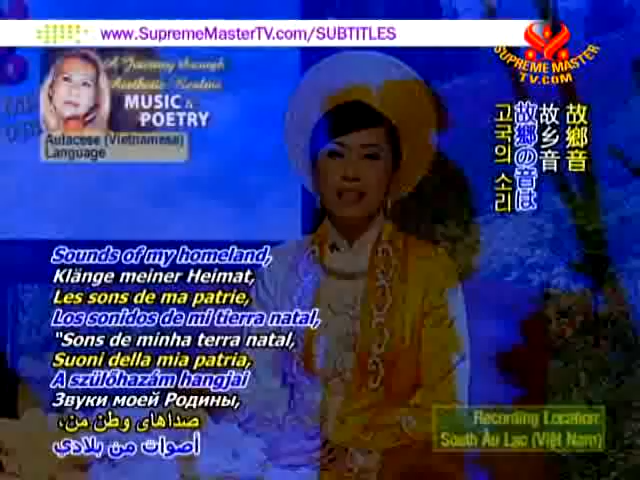 www.SupremeMasterTV.com/SUBTITLES
SUPREME MASTER
TV.COM
A Journey through
Aesthetic Realms
MUSIC &
POETRY
Aulacese (Vietnamese)
Language
故鄉音
故乡音
故郷の音は
고국의 소리
Sounds of my homeland,
Klänge meiner Heimat,
Les sons de ma patrie,
Los sonidos de mi tierra natal,
"Sons de minha terra natal,
Suoni della mia patria,
A szülőhazám hangjai
Звуки моей Родины,
صداهای وطن من،
أصوات من بلادي
Recording Location:
South Âu Lạc (Việt Nam)